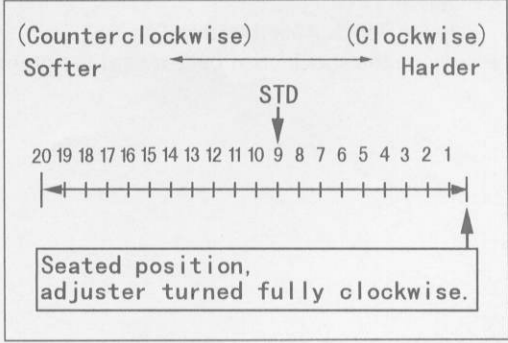 (Counterclockwise) (Clockwise)
Softer Harder
STD
20 19 18 17 16 15 14 13 12 11 10 9 8 7 6 5 4 3 2 1
Seated position,
adjuster turned fully clockwise.